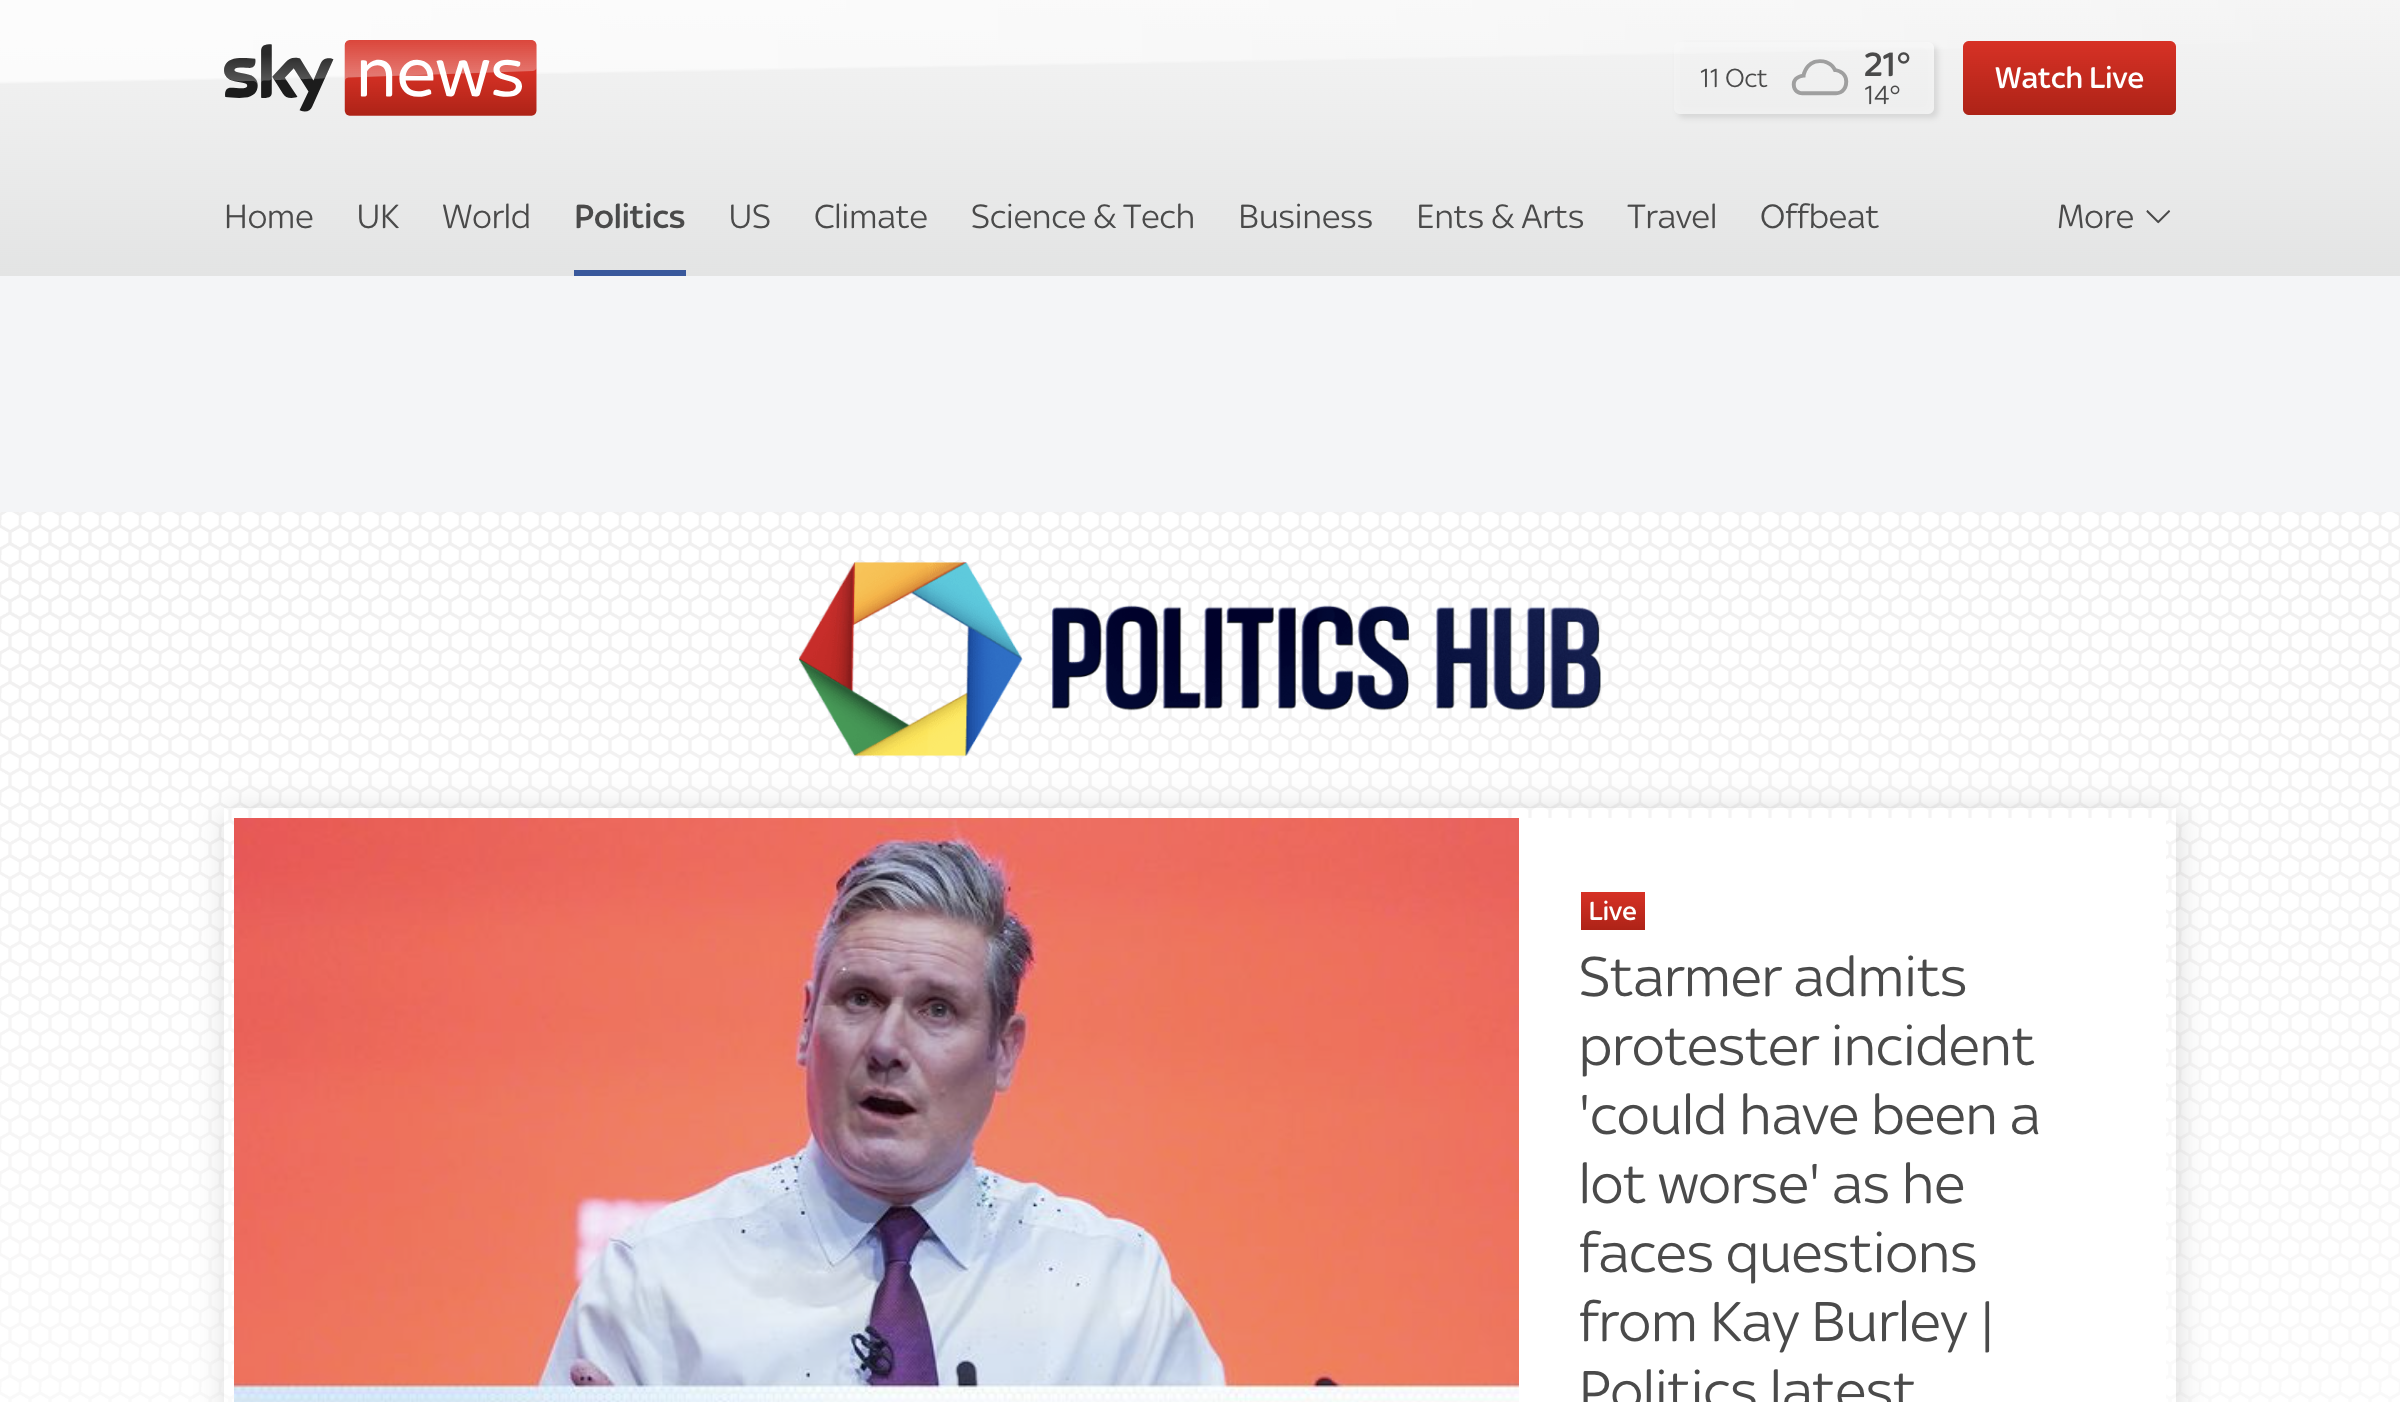 sky news
11 Oct
21°
14°
Watch Live
Home UK World Politics US Climate Science & Tech Business Ents & Arts Travel Offbeat More
POLITICS HUB
Live
Starmer admits
protester incident
'could have been a
lot worse' as he
faces questions
from Kay Burley |
Politics latest